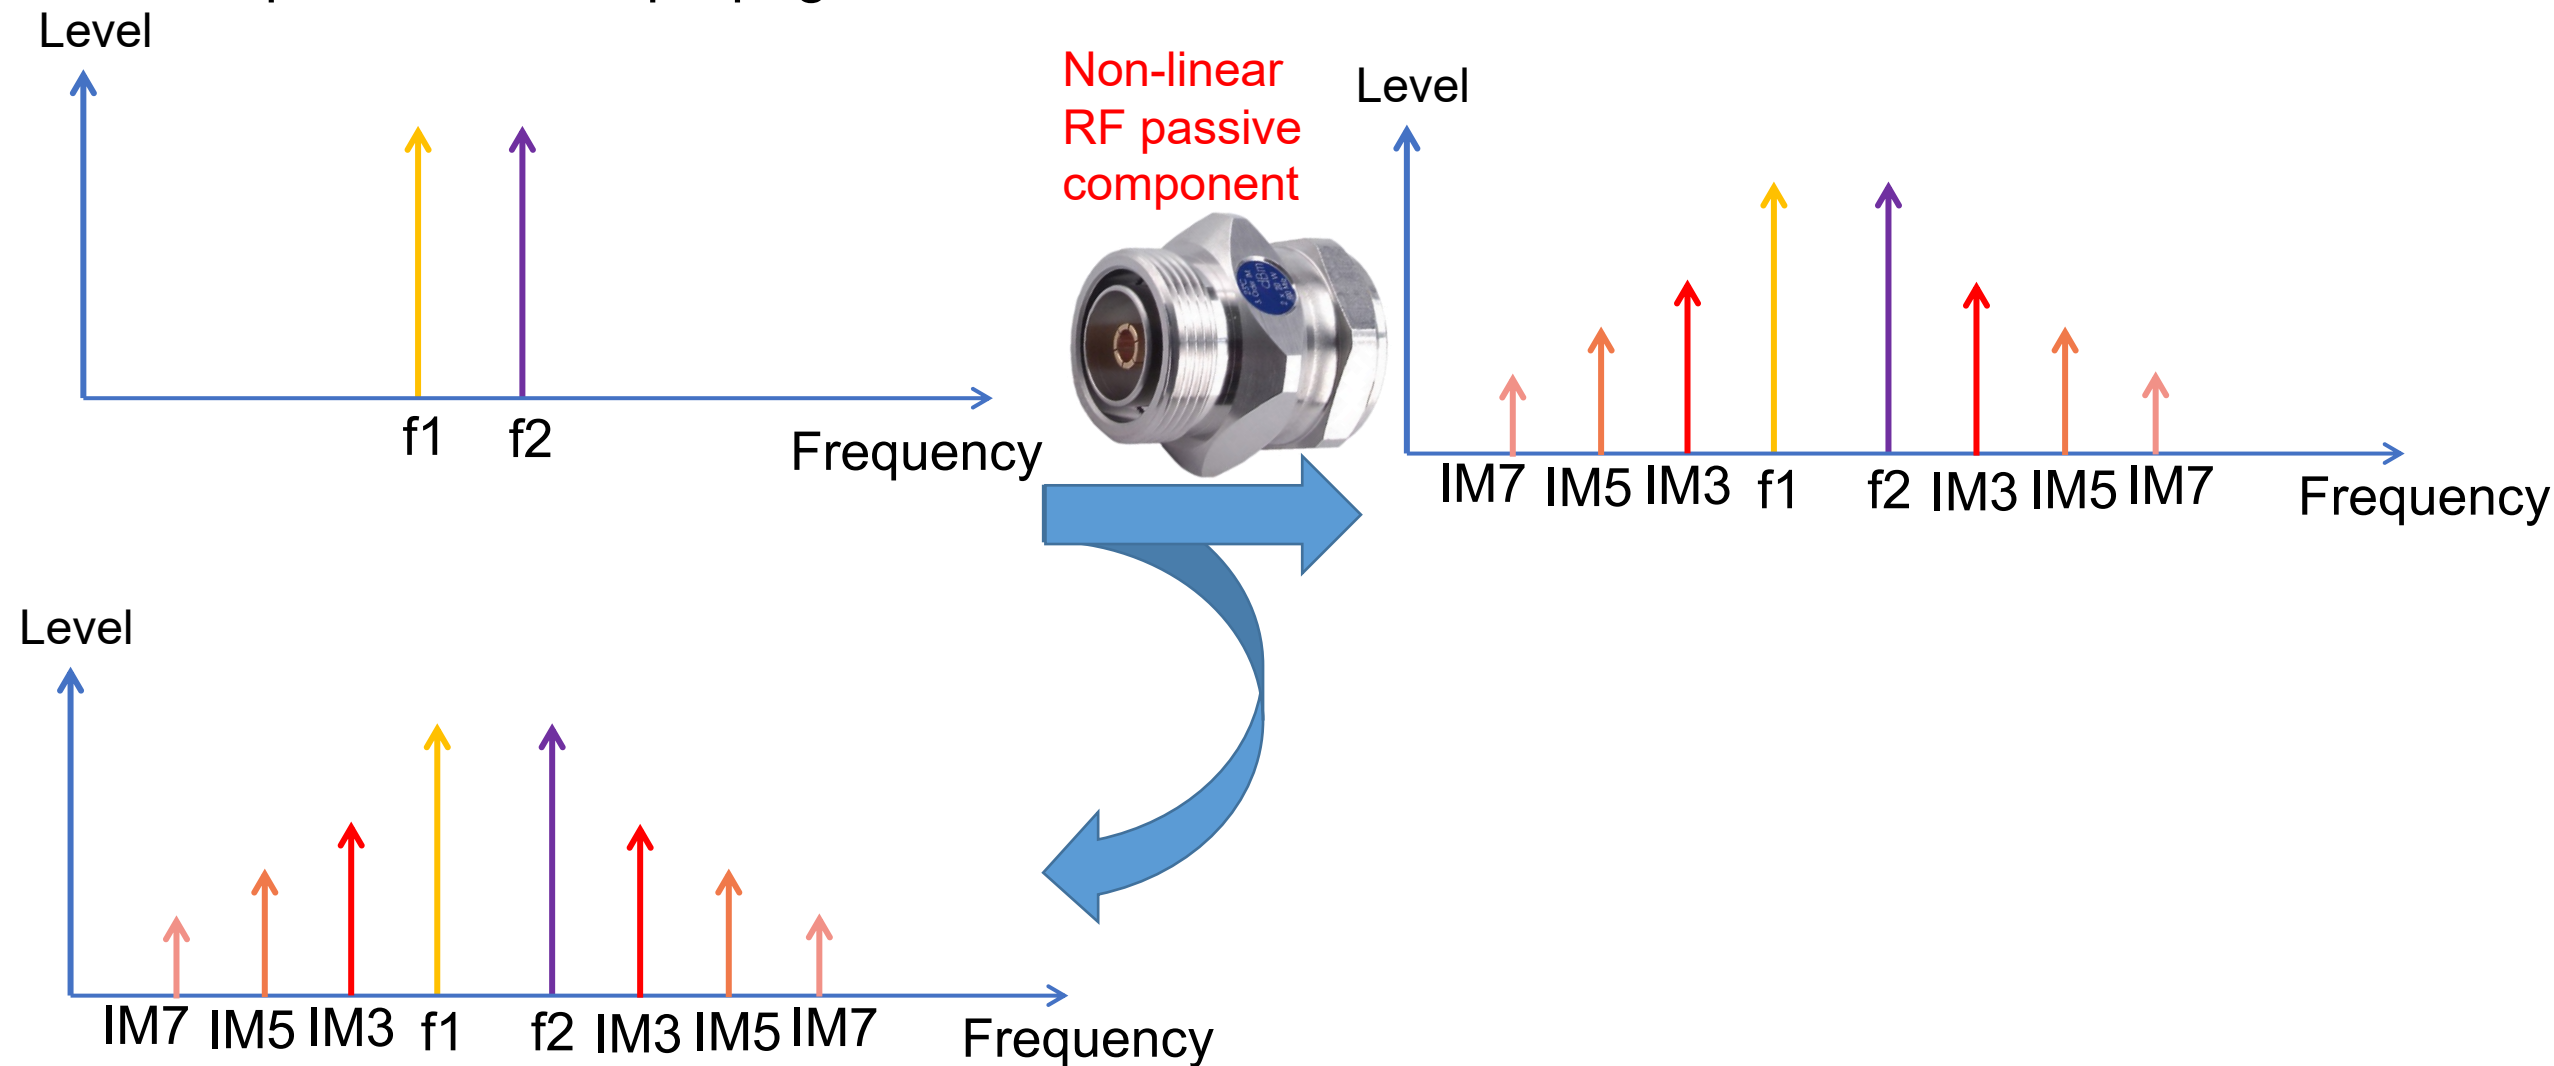 Level
f1 f2
Frequency
Non-linear
RF passive
component
dBm
Level
IM7 IM5 IM3 f1 f2 IM3 IM5 IM7
Frequency
Level
IM7 IM5 IM3 f1 f2 IM3 IM5 IM7
Frequency